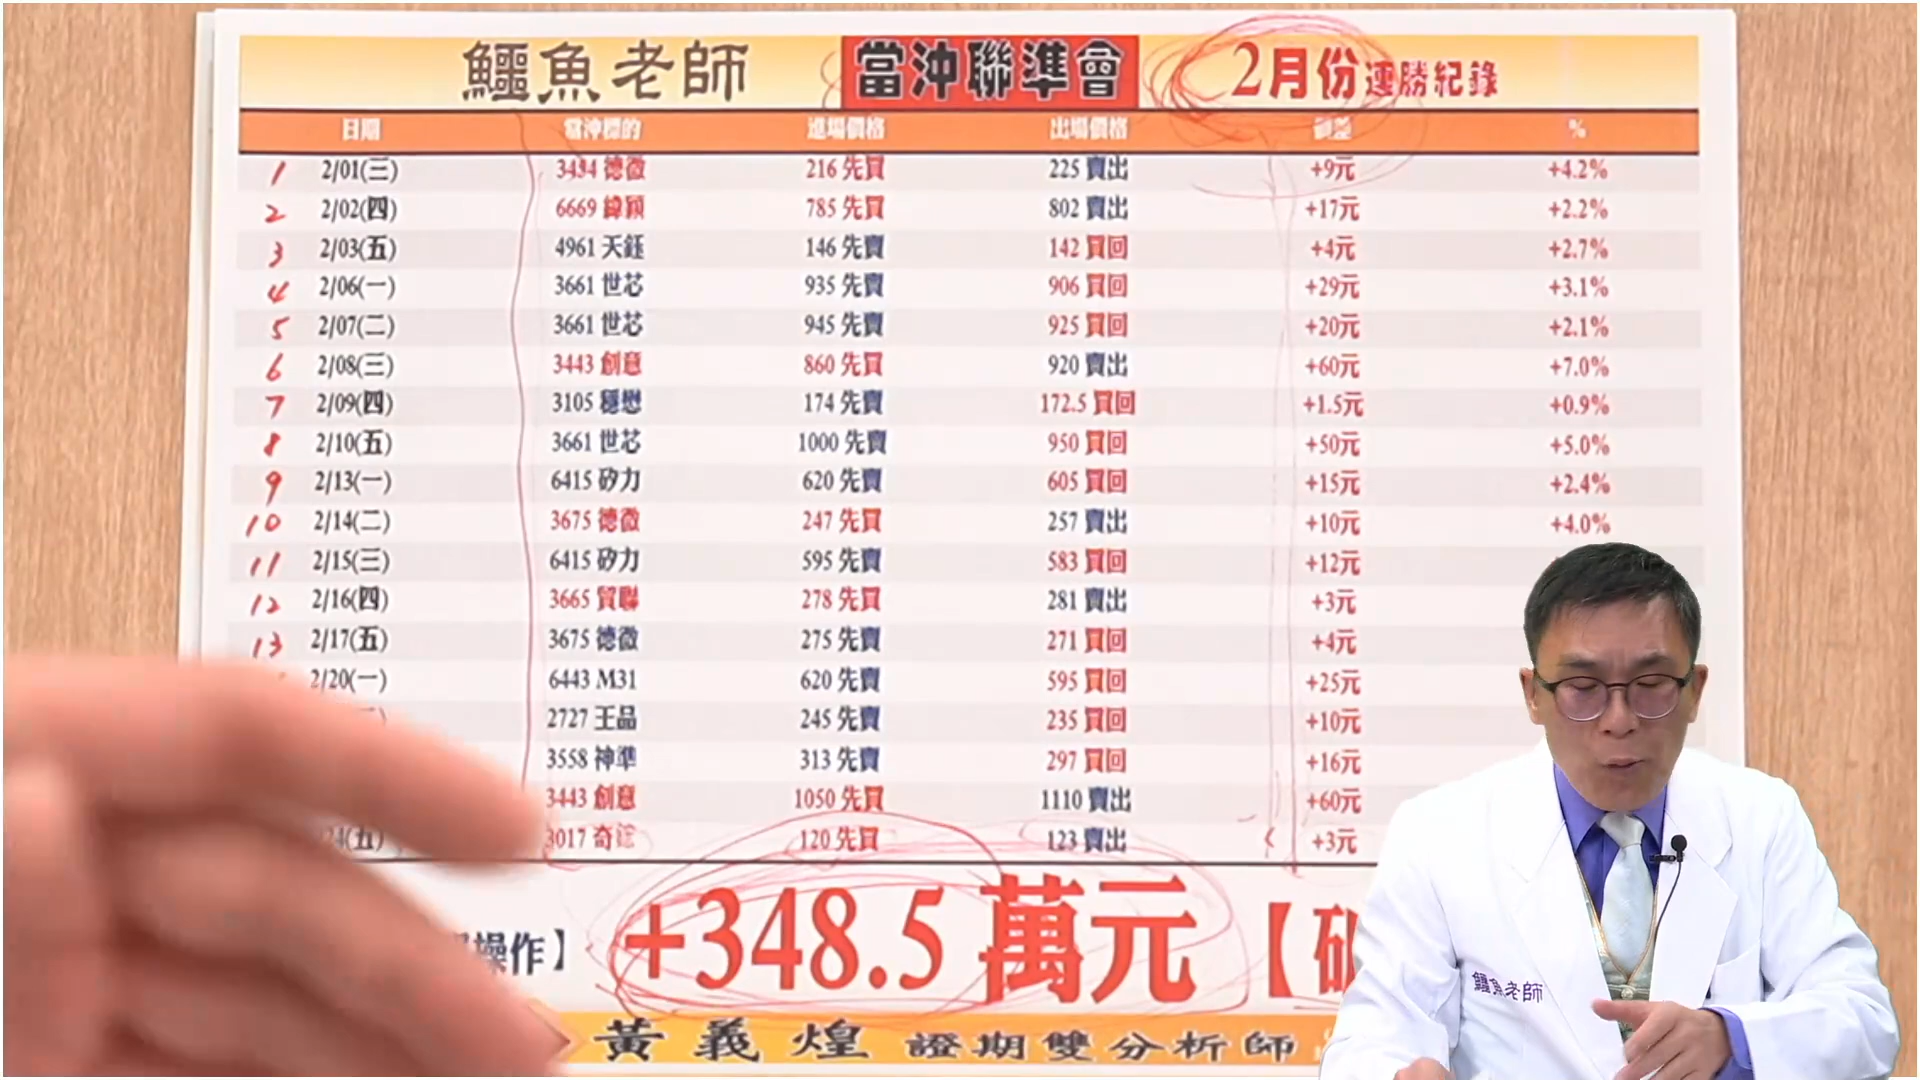 鱷魚老師 當沖聯準會 2月份連勝紀錄
日期 當沖標的 進場價格 出場價格 價差 %
1 2/01(三) 3434 德微 216 先買 225 賣出 +9元 +4.2%
2 2/02(四) 6669 緯穎 785 先買 802 賣出 +17元 +2.2%
3 2/03(五) 4961 天鈺 146 先賣 142 買回 +4元 +2.7%
4 2/06(一) 3661 世芯 935 先賣 906 買回 +29元 +3.1%
5 2/07(二) 3661 世芯 945 先賣 925 買回 +20元 +2.1%
6 2/08(三) 3443 創意 860 先買 920 賣出 +60元 +7.0%
7 2/09(四) 3105 穩懋 174 先賣 172.5 買回 +1.5元 +0.9%
8 2/10(五) 3661 世芯 1000 先賣 950 買回 +50元 +5.0%
9 2/13(一) 6415 矽力 620 先賣 605 買回 +15元 +2.4%
10 2/14(二) 3675 德微 247 先買 257 賣出 +10元 +4.0%
11 2/15(三) 6415 矽力 595 先賣 583 買回 +12元
12 2/16(四) 3665 貿聯 278 先買 281 賣出 +3元
13 2/17(五) 3675 德微 275 先賣 271 買回 +4元
2/20(一) 6443 M31 620 先賣 595 買回 +25元
2727 王品 245 先賣 235 買回 +10元
3558 神準 313 先賣 297 買回 +16元
3443 創意 1050 先買 1110 賣出 +60元
24(五) 3017 奇鋐 120 先買 123 賣出 +3元
操作】 +348.5 萬元 【
黃義煌 證期雙分析師
鱷魚老師